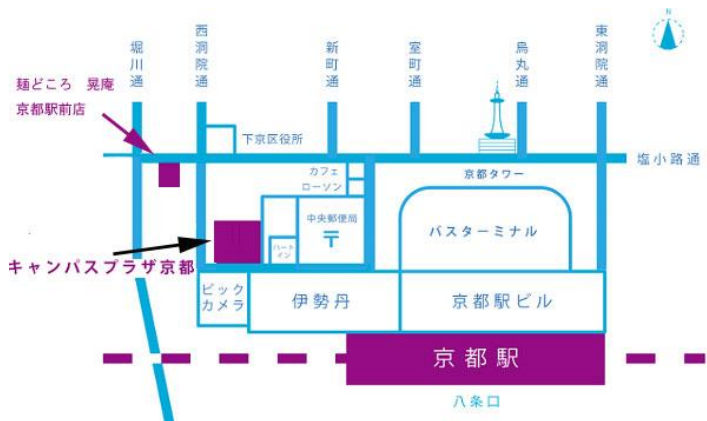 N
堀川通
西洞院通
新町通
室町通
烏丸通
東洞院通
麺どころ 晃庵
京都駅前店
下京区役所
塩小路通
カフェ
ローソン
京都タワー
中央郵便局
〒
バスターミナル
ハート
イン
キャンパスプラザ京都
ビック
カメラ
伊勢丹
京都駅ビル
京都駅
八条口